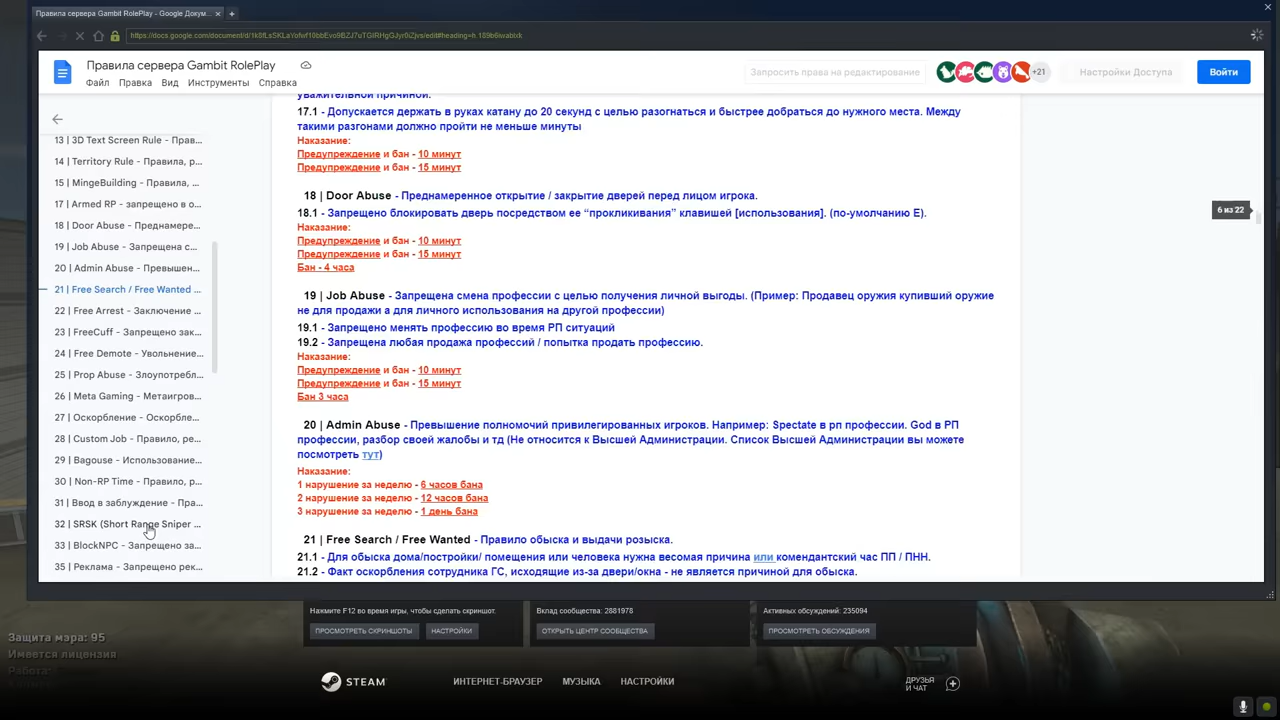 Правила сервера Gambit RolePlay - Google Докум...
Правила сервера Gambit RolePlay
Запросить права на редактирование
+21
Настройки Доступа
Войти
Файл Правка Вид Инструменты Справка
13 | 3D Text Screen Rule - Прав...
14 | Territory Rule - Правила, р...
15 | MingeBuilding - Правила, ...
17 | Armed RP - запрещено в о...
18 | Door Abuse - Преднамере...
19 | Job Abuse - Запрещена с...
20 | Admin Abuse - Превышен...
21 | Free Search / Free Wanted ...
22 | Free Arrest - Заключение ...
23 | FreeCuff - Запрещено зак...
24 | Free Demote - Увольнение...
25 | Prop Abuse - Злоупотребл...
26 | Meta Gaming - Метаигров...
27 | Оскорбление - Оскорбле...
28 | Custom Job - Правило, ре...
29 | Bagouse - Использование...
30 | Non-RP Time - Правило, р...
31 | Ввод в заблуждение - Пра...
32 | SRSK (Short Range Sniper ...
33 | BlockNPC - Запрещено за...
35 | Реклама - Запрещено рек...
уважительной причиной.
17.1 - Допускается держать в руках катану до 20 секунд с целью разогнаться и быстрее добраться до нужного места. Между
такими разгонами должно пройти не меньше минуты
Наказание:
Предупреждение и бан - 10 минут
Предупреждение и бан - 15 минут
18 | Door Abuse - Преднамеренное открытие / закрытие дверей перед лицом игрока.
18.1 - Запрещено блокировать дверь посредством ее “прокликивания” клавишей [использования]. (по-умолчанию E).
Наказание:
Предупреждение и бан - 10 минут
Предупреждение и бан - 15 минут
Бан - 4 часа
19 | Job Abuse - Запрещена смена профессии с целью получения личной выгоды. (Пример: Продавец оружия купивший оружие
не для продажи а для личного использования на другой профессии)
19.1 - Запрещено менять профессию во время РП ситуаций
19.2 - Запрещена любая продажа профессий / попытка продать профессию.
Наказание:
Предупреждение и бан - 10 минут
Предупреждение и бан - 15 минут
Бан 3 часа
20 | Admin Abuse - Превышение полномочий привилегированных игроков. Например: Spectate в рп профессии. God в РП
профессии, разбор своей жалобы и тд (Не относится к Высшей Администрации. Список Высшей Администрации вы можете
посмотреть тут)
Наказание:
1 нарушение за неделю - 6 часов бана
2 нарушение за неделю - 12 часов бана
3 нарушение за неделю - 1 день бана
21 | Free Search / Free Wanted - Правило обыска и выдачи розыска.
21.1 - Для обыска дома/постройки/ помещения или человека нужна весомая причина или комендантский час ПП / ПНН.
21.2 - Факт оскорбления сотрудника ГС, исходящие из-за двери/окна - не является причиной для обыска.
6 из 22
Нажмите F12 во время игры, чтобы сделать скриншот.
Вклад сообщества: 2881978
Активных обсуждений: 235094
ПРОСМОТРЕТЬ СКРИНШОТЫ
НАСТРОЙКИ
ОТКРЫТЬ ЦЕНТР СООБЩЕСТВА
ПРОСМОТРЕТЬ ОБСУЖДЕНИЯ
Защита мэра: 95
Имеется лицензия
Работа:
STEAM
ИНТЕРНЕТ-БРАУЗЕР
МУЗЫКА
НАСТРОЙКИ
ДРУЗЬЯ
И ЧАТ